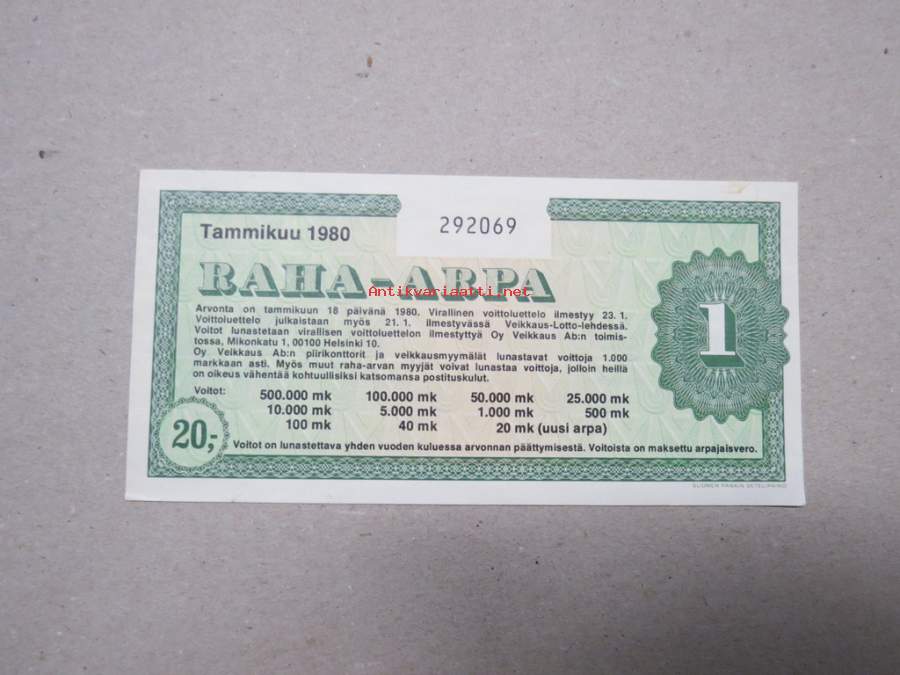 Tammikuu 1980
292069
RAHA-ARPA
Antikvariaatti.net
Arvonta on tammikuun 18 päivänä 1980. Virallinen voittoluettelo ilmestyy 23.1.
Voittoluettelo julkaistaan myös 21.1. ilmestyvässä Veikkaus-Lotto-lehdessä.
Voitot lunastetaan virallisen voittoluettelon ilmestyttyä Oy Veikkaus Ab:n toimis-
tossa, Mikonkatu 1, 00100 Helsinki 10.
Oy Veikkaus Ab:n piirikonttorit ja veikkausmyymälät lunastavat voittoja 1.000
markkaan asti. Myös muut raha-arvan myyjät voivat lunastaa voittoja, jolloin heillä
on oikeus vähentää kohtuullisiksi katsomansa postituskulut.
1
Voitot: 500.000 mk 100.000 mk 50.000 mk 25.000 mk
10.000 mk 5.000 mk 1.000 mk 500 mk
100 mk 40 mk 20 mk (uusi arpa)
20,-
Voitot on lunastettava yhden vuoden kuluessa arvonnan päättymisestä. Voitoista on maksettu arpajaisvero.
SUOMEN PANKIN SETELIPAINO